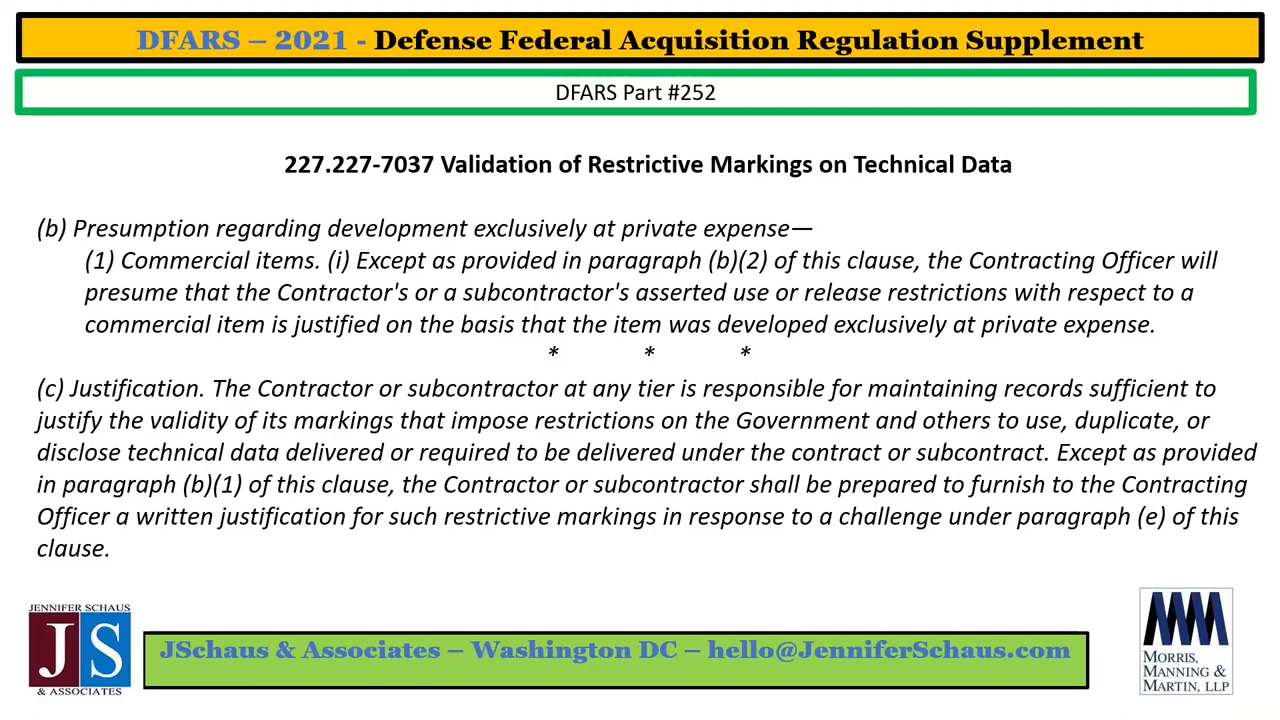 DFARS – 2021 - Defense Federal Acquisition Regulation Supplement
DFARS Part #252
227.227-7037 Validation of Restrictive Markings on Technical Data
(b) Presumption regarding development exclusively at private expense—
(1) Commercial items. (i) Except as provided in paragraph (b)(2) of this clause, the Contracting Officer will
presume that the Contractor's or a subcontractor's asserted use or release restrictions with respect to a
commercial item is justified on the basis that the item was developed exclusively at private expense.
* * *
(c) Justification. The Contractor or subcontractor at any tier is responsible for maintaining records sufficient to
justify the validity of its markings that impose restrictions on the Government and others to use, duplicate, or
disclose technical data delivered or required to be delivered under the contract or subcontract. Except as provided
in paragraph (b)(1) of this clause, the Contractor or subcontractor shall be prepared to furnish to the Contracting
Officer a written justification for such restrictive markings in response to a challenge under paragraph (e) of this
clause.
JENNIFER SCHAUS
JS
& ASSOCIATES
JSchaus & Associates – Washington DC – hello@JenniferSchaus.com
MMM
MORRIS,
MANNING &
MARTIN, LLP